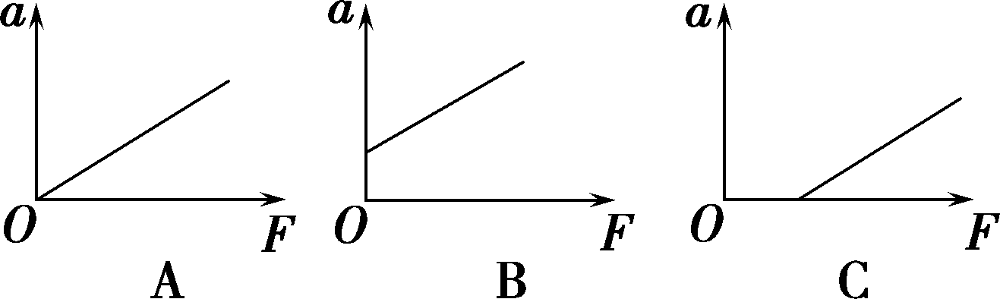 a a a
O F O F O F
A B C